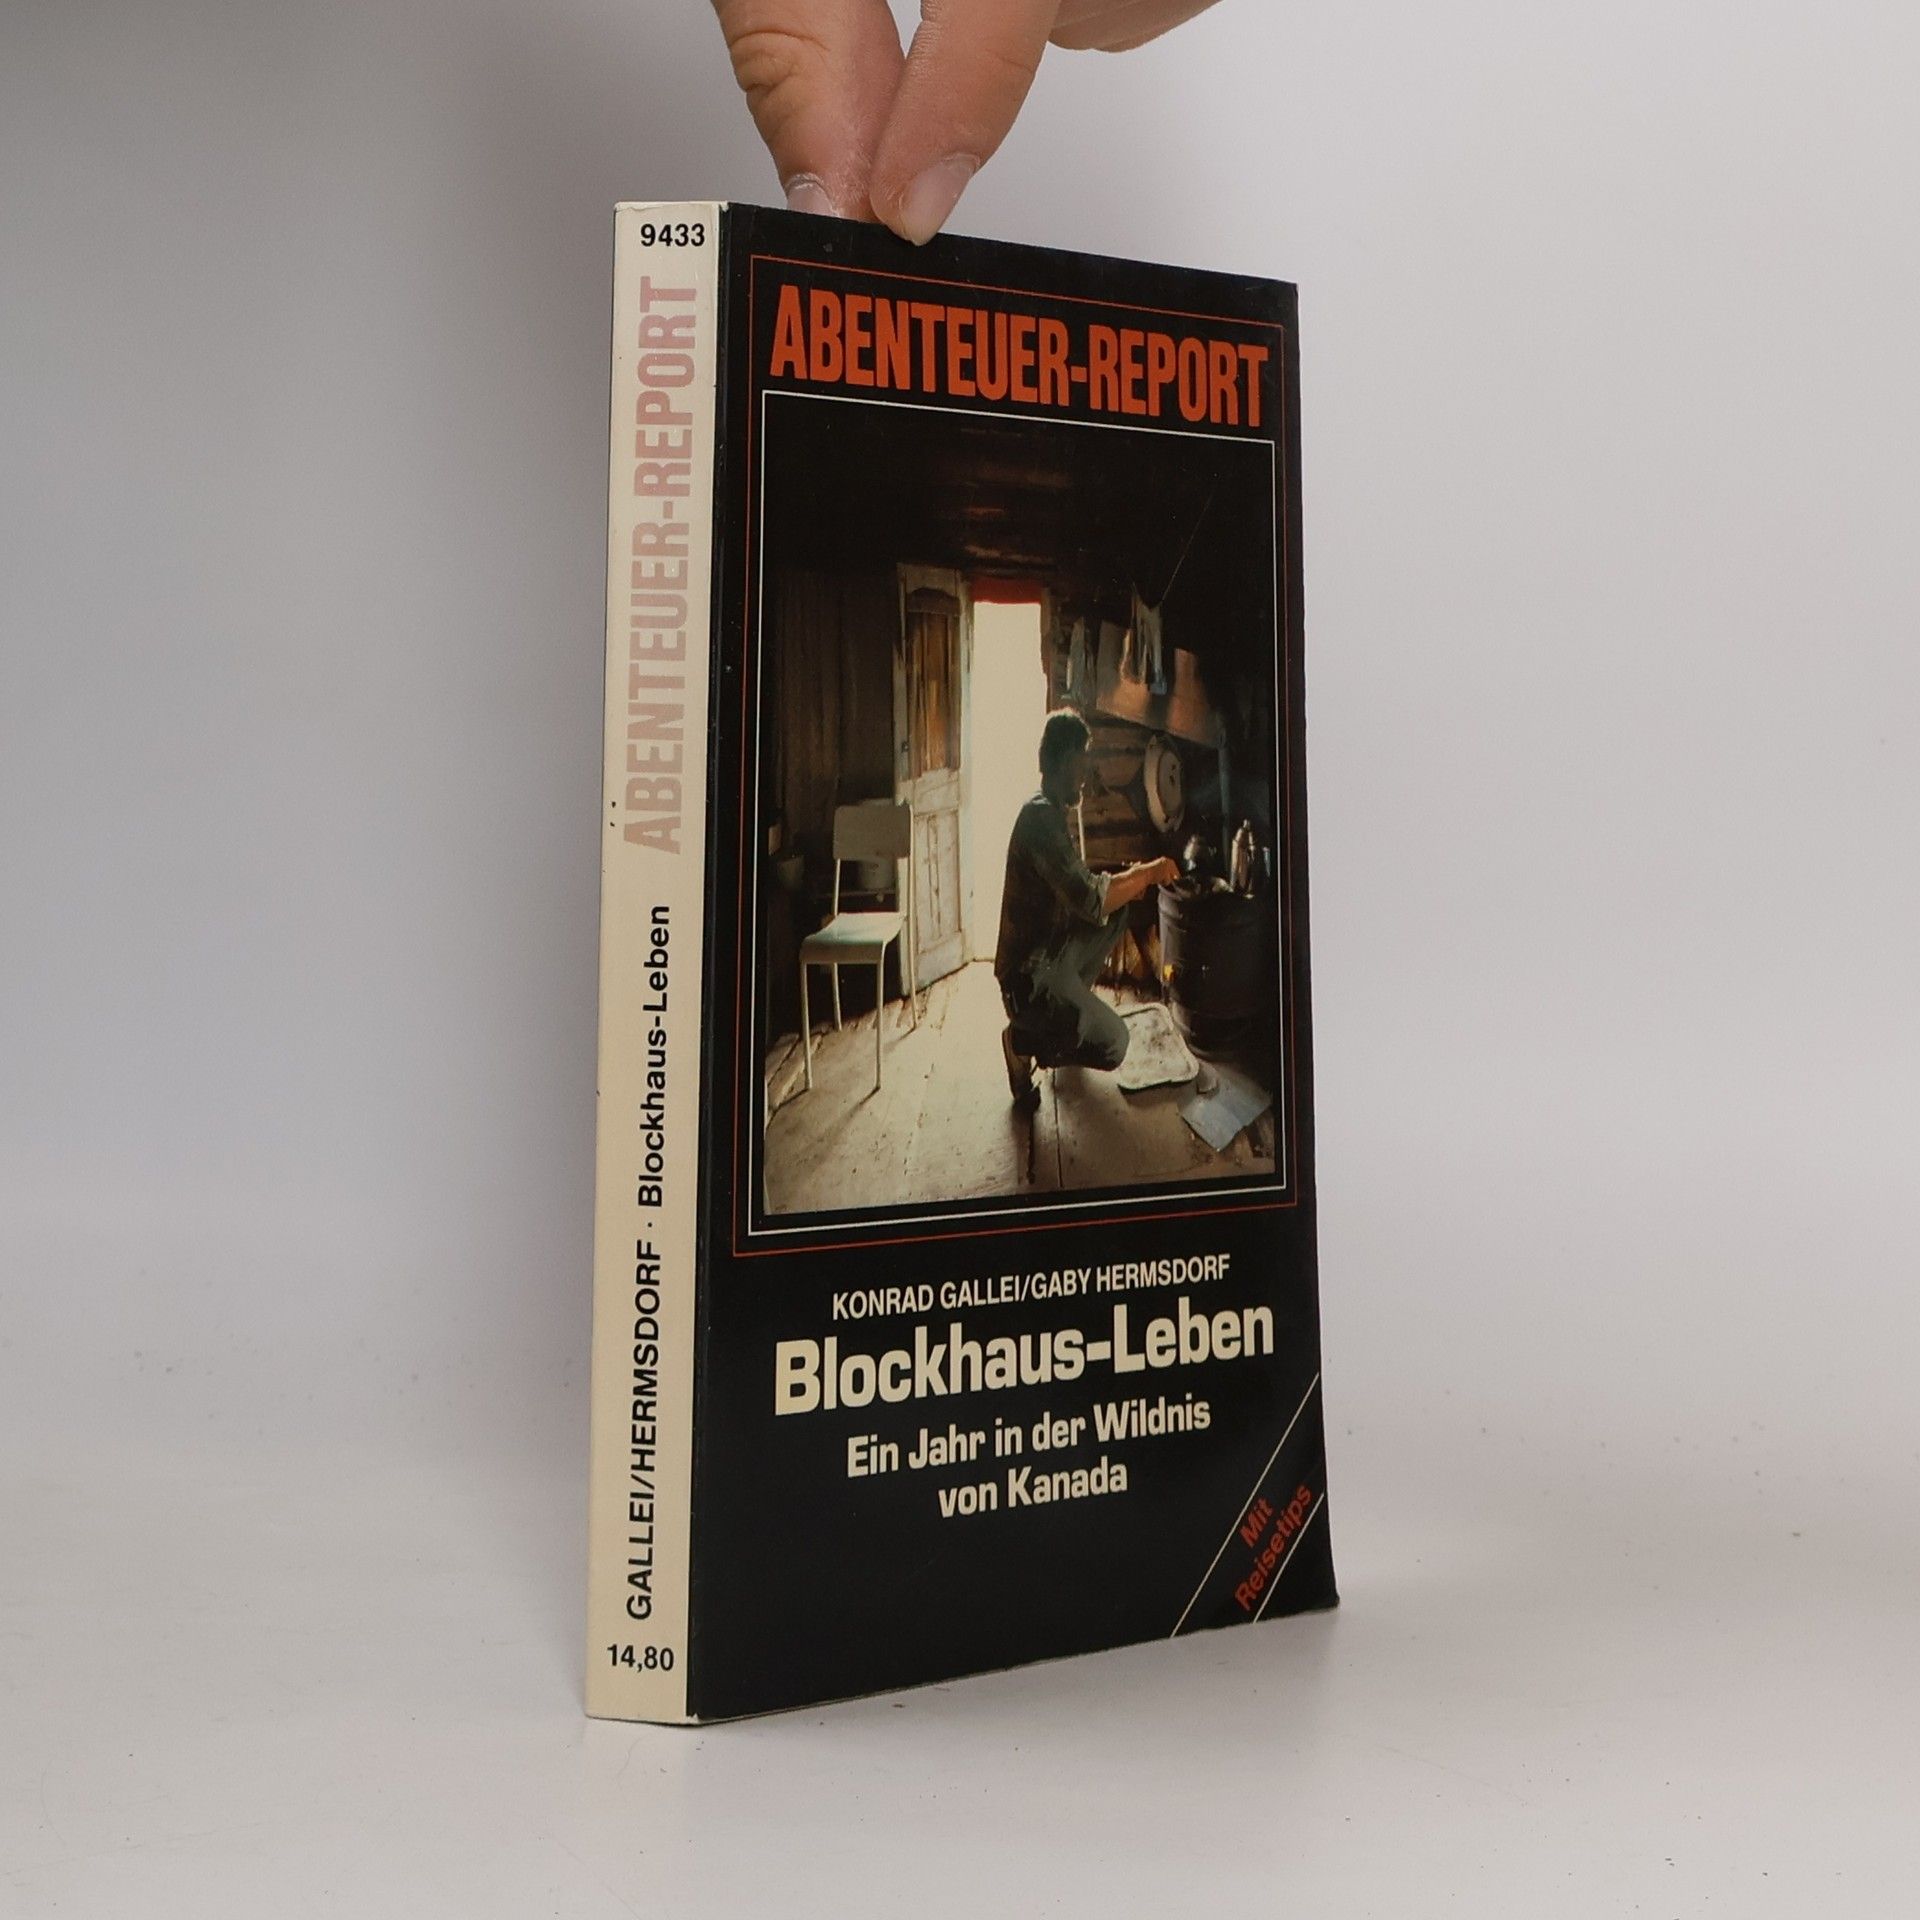 9433
ABENTEUER-REPORT
GALLEI/HERMSDORF · Blockhaus-Leben
14,80
ABENTEUER-REPORT
KONRAD GALLEI/GABY HERMSDORF
Blockhaus-Leben
Ein Jahr in der Wildnis
von Kanada
Mit
Reisetips